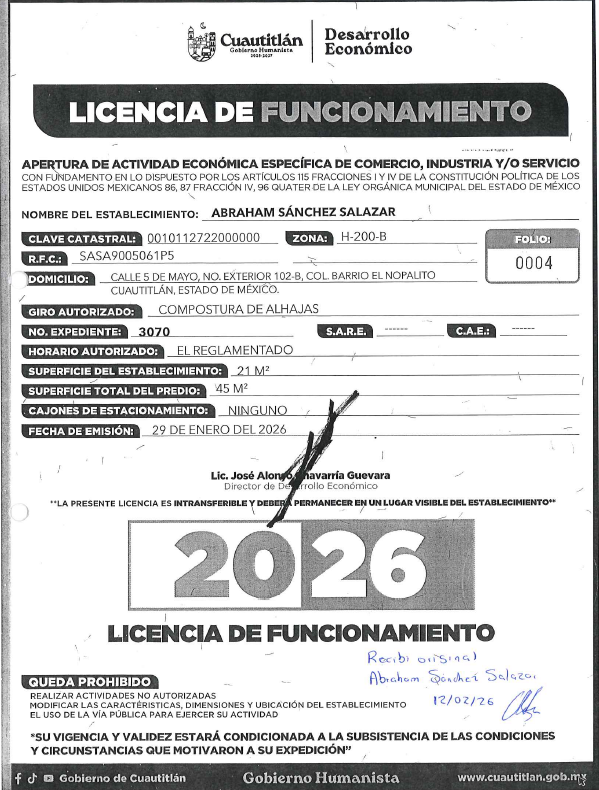 Cuautitlán
Gobierno Humanista
2025-2027
Desarrollo
Económico
LICENCIA DE FUNCIONAMIENTO
APERTURA DE ACTIVIDAD ECONÓMICA ESPECÍFICA DE COMERCIO, INDUSTRIA Y/O SERVICIO
CON FUNDAMENTO EN LO DISPUESTO POR LOS ARTÍCULOS 115 FRACCIONES I Y IV DE LA CONSTITUCIÓN POLÍTICA DE LOS
ESTADOS UNIDOS MEXICANOS 86, 87 FRACCIÓN IV, 96 QUATER DE LA LEY ORGÁNICA MUNICIPAL DEL ESTADO DE MÉXICO
NOMBRE DEL ESTABLECIMIENTO: ABRAHAM SÁNCHEZ SALAZAR
CLAVE CATASTRAL: 0010112722000000 ZONA: H-200-B
FOLIO:
0004
R.F.C.: SASA9005061P5
DOMICILIO: CALLE 5 DE MAYO, NO. EXTERIOR 102-B, COL. BARRIO EL NOPALITO
CUAUTITLÁN, ESTADO DE MÉXICO.
GIRO AUTORIZADO: COMPOSTURA DE ALHAJAS
NO. EXPEDIENTE: 3070 S.A.R.E. ------ C.A.E.: ------
HORARIO AUTORIZADO: EL REGLAMENTADO
SUPERFICIE DEL ESTABLECIMIENTO: 21 M²
SUPERFICIE TOTAL DEL PREDIO: 45 M²
CAJONES DE ESTACIONAMIENTO: NINGUNO
FECHA DE EMISIÓN: 29 DE ENERO DEL 2026
Lic. José Alonso Chavarría Guevara
Director de Desarrollo Económico
**LA PRESENTE LICENCIA ES INTRANSFERIBLE Y DEBERÁ PERMANECER EN UN LUGAR VISIBLE DEL ESTABLECIMIENTO**
2026
LICENCIA DE FUNCIONAMIENTO
Recibi original
Abraham Sánchez Salazar
12/02/26
QUEDA PROHIBIDO
REALIZAR ACTIVIDADES NO AUTORIZADAS
MODIFICAR LAS CARACTERÍSTICAS, DIMENSIONES Y UBICACIÓN DEL ESTABLECIMIENTO
EL USO DE LA VÍA PÚBLICA PARA EJERCER SU ACTIVIDAD
"SU VIGENCIA Y VALIDEZ ESTARÁ CONDICIONADA A LA SUBSISTENCIA DE LAS CONDICIONES
Y CIRCUNSTANCIAS QUE MOTIVARON A SU EXPEDICIÓN"
Gobierno de Cuautitlán
Gobierno Humanista
www.cuautitlan.gob.mx